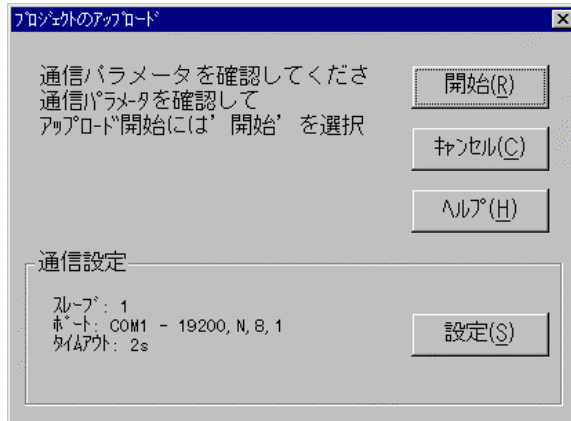 ﾌﾟﾛｼﾞｪｸﾄのｱｯﾌﾟﾛｰﾄﾞ
通信パラメータを確認してくださ
通信ﾊﾟﾗﾒｰﾀを確認して
ｱｯﾌﾟﾛｰﾄﾞ開始には’開始’を選択
開始(R)
ｷｬﾝｾﾙ(C)
ﾍﾙﾌﾟ(H)
通信設定
ｽﾚｰﾌﾞ: 1
ﾎﾟｰﾄ: COM1 - 19200,N,8,1
ﾀｲﾑｱｳﾄ: 2s
設定(S)